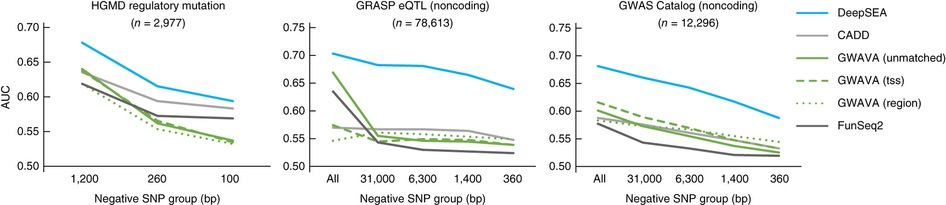 HGMD regulatory mutation
(n = 2,977)
AUC
0.70
0.65
0.60
0.55
0.50
1,200 260 100
Negative SNP group (bp)
GRASP eQTL (noncoding)
(n = 78,613)
0.75
0.70
0.65
0.60
0.55
0.50
All 31,000 6,300 1,400 360
Negative SNP group (bp)
GWAS Catalog (noncoding)
(n = 12,296)
0.75
0.70
0.65
0.60
0.55
0.50
All 31,000 6,300 1,400 360
Negative SNP group (bp)
DeepSEA
CADD
GWAVA (unmatched)
GWAVA (tss)
GWAVA (region)
FunSeq2